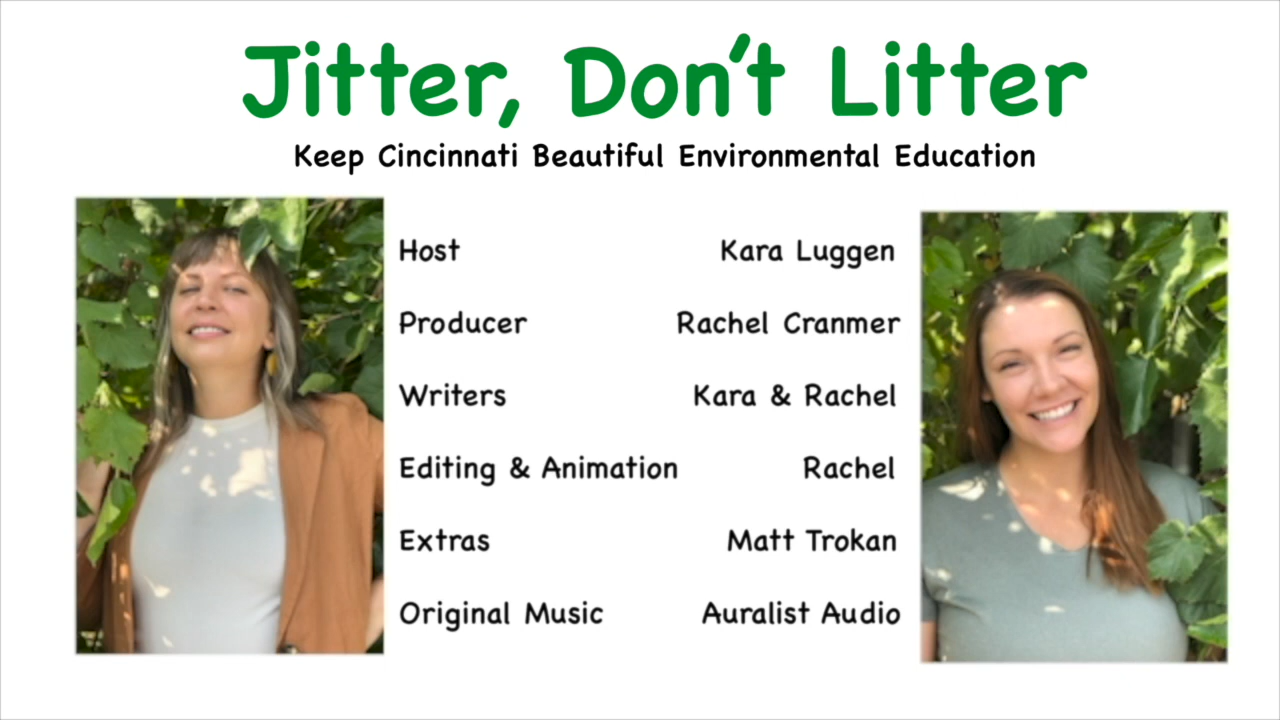 Jitter, Don't Litter
Keep Cincinnati Beautiful Environmental Education
Host Kara Luggen
Producer Rachel Cranmer
Writers Kara & Rachel
Editing & Animation Rachel
Extras Matt Trokan
Original Music Auralist Audio